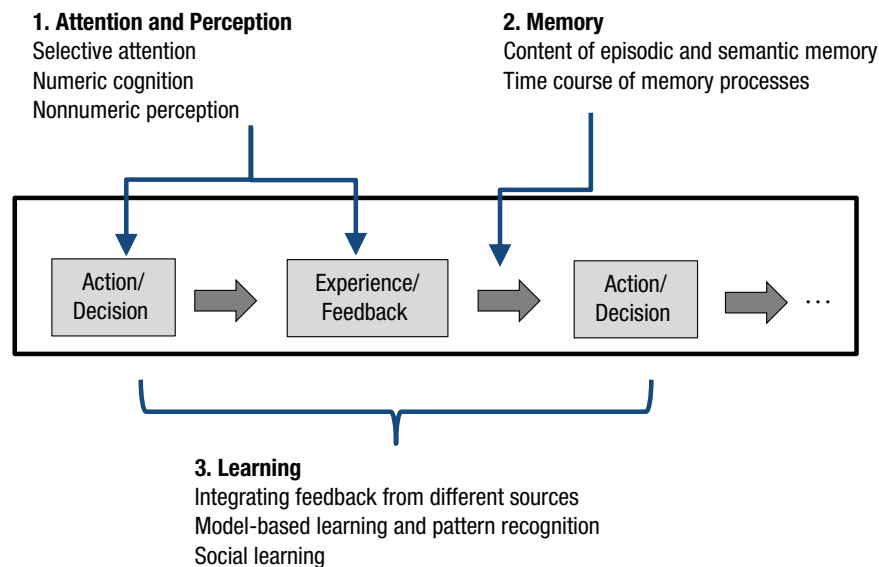 1. Attention and Perception
Selective attention
Numeric cognition
Nonnumeric perception
2. Memory
Content of episodic and semantic memory
Time course of memory processes
Action/
Decision
Experience/
Feedback
Action/
Decision
...
3. Learning
Integrating feedback from different sources
Model-based learning and pattern recognition
Social learning